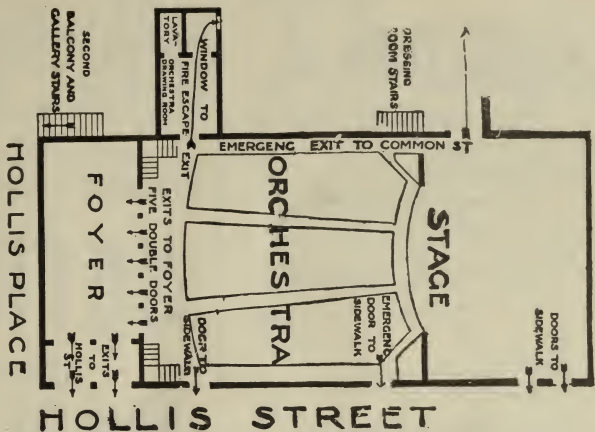 SECOND
BALCONY AND
GALLERY STAIRS
LAVA-
TORY
ORCHESTRA
DRAWING ROOM
WINDOW TO
FIRE ESCAPE
EXIT
DRESSING
ROOM STAIRS
EMERGENC EXIT TO COMMON ST
HOLLIS PLACE
FOYER
EXITS TO FOYER
FIVE DOUBLE DOORS
ORCHESTRA
STAGE
EXITS
TO
HOLLIS
ST
DOOR TO
SIDEWALK
EMERGENC
DOOR TO
SIDEWALK
DOORS TO
SIDEWALK
HOLLIS STREET